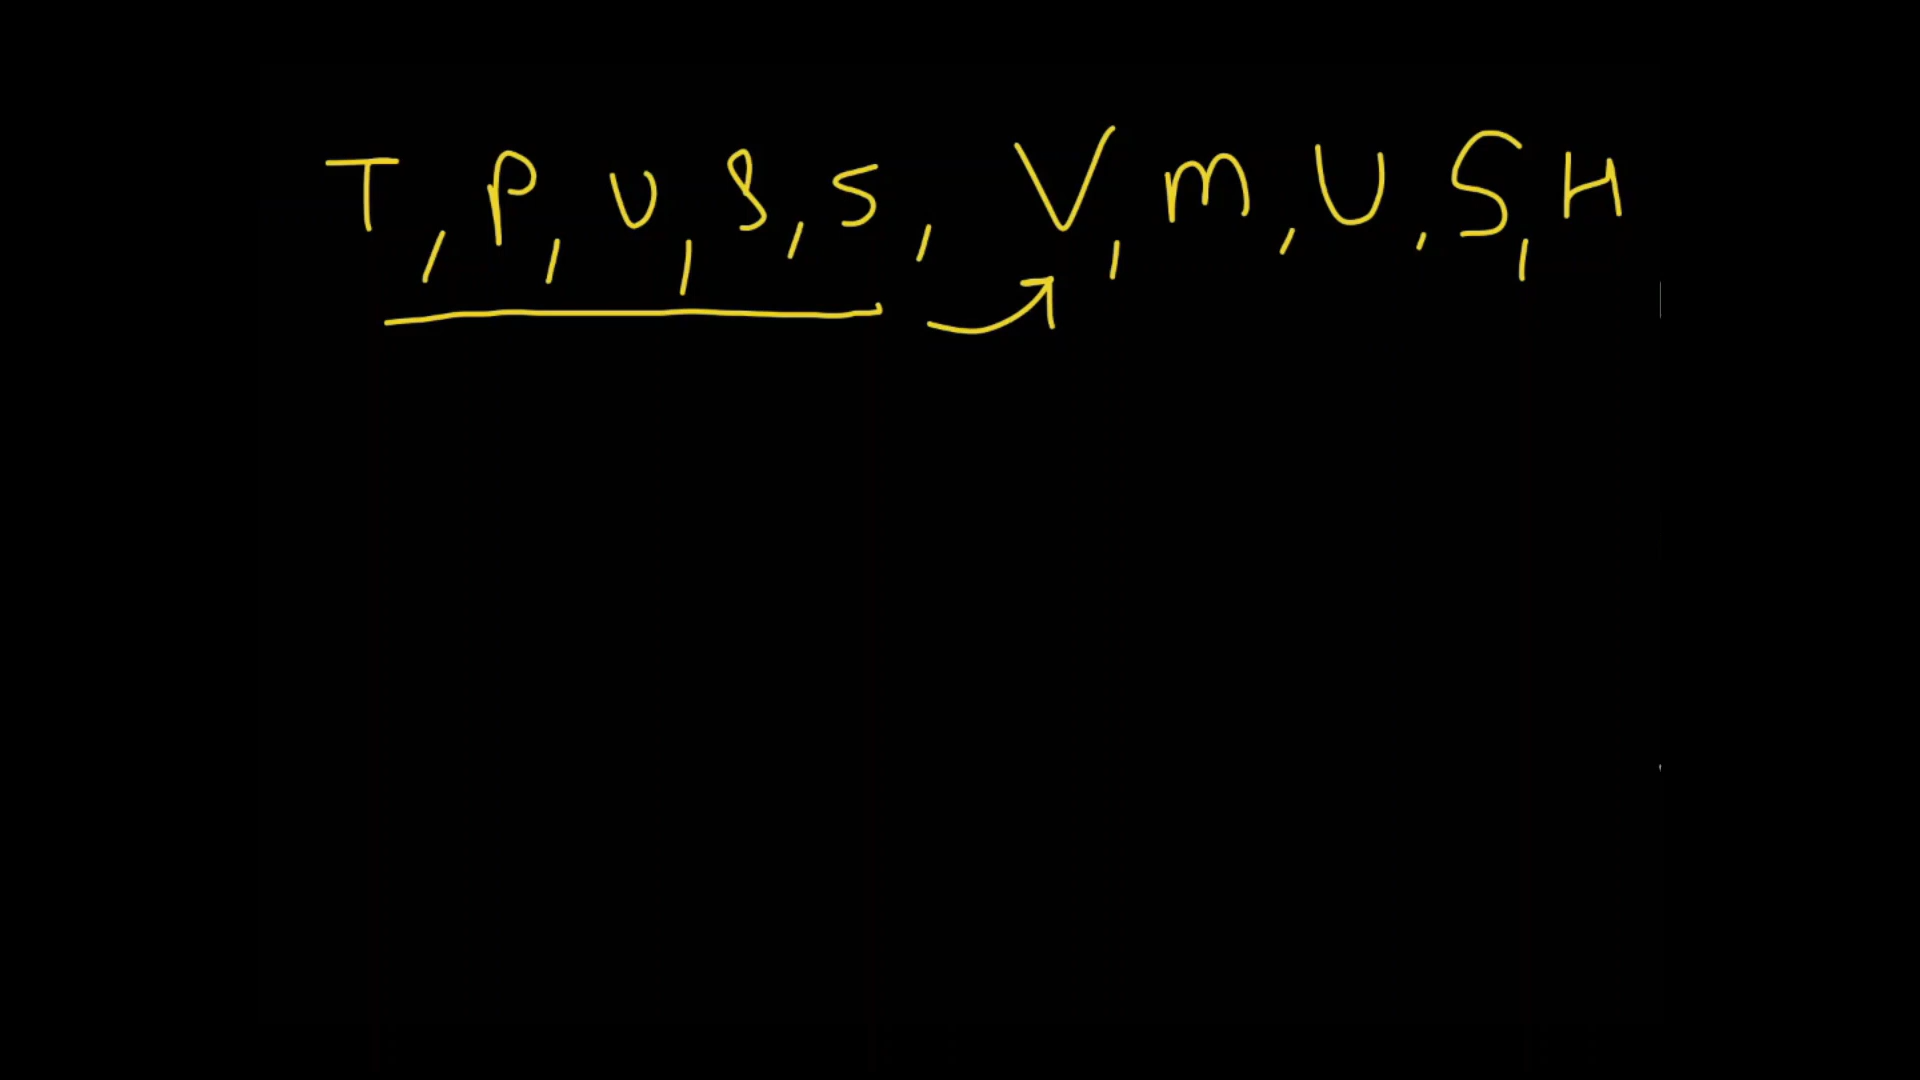 T, P, U, 8, S, V, m, U, S, H